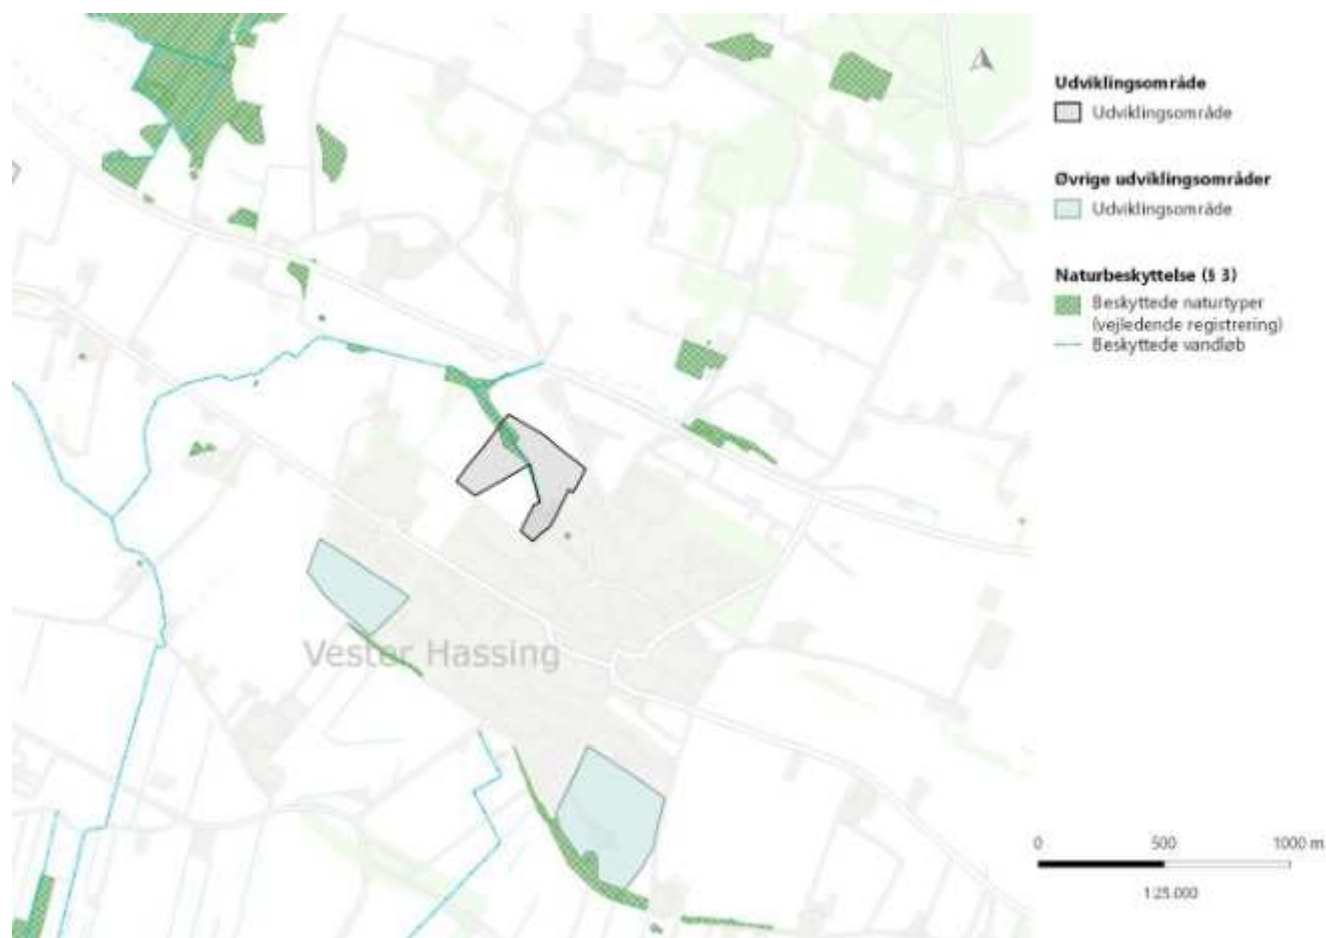 Udviklingsområde
Udviklingsområde
Øvrige udviklingsområder
Udviklingsområde
Naturbeskyttelse (§ 3)
Beskyttede naturtyper
(vejledende registrering)
Beskyttede vandløb
Vester Hassing
0 500 1000 m
1:25.000